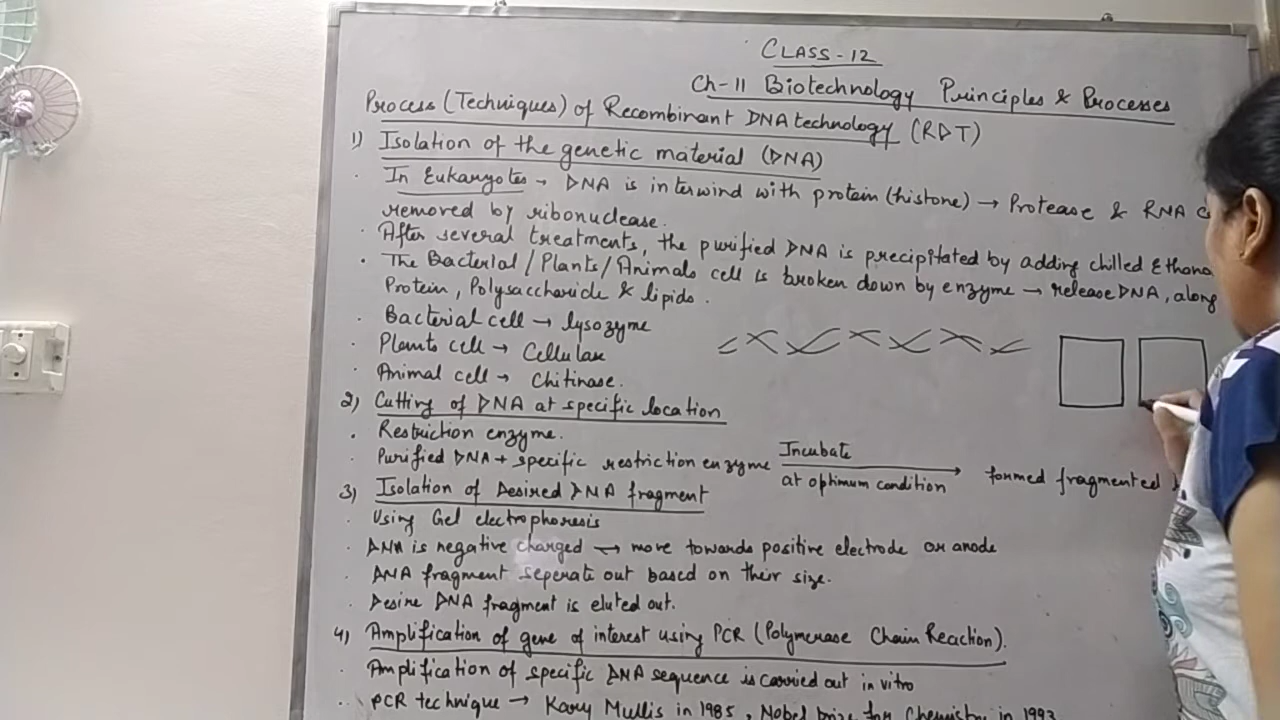 CLASS-12
Ch-11 Biotechnology Principles & Processes
Process (Techniques) of Recombinant DNA technology (RDT)
1) Isolation of the genetic material (DNA)
· In Eukaryotes → DNA is interwind with protein (histone) → Protease & RNA
removed by ribonuclease.
· After several treatments, the purified DNA is precipitated by adding chilled
· The Bacterial / Plants / Animals cell is broken down by enzyme → release DNA, along
Protein, Polysaccharide & lipids.
· Bacterial cell → lysozyme
· Plants cell → Cellulase
· Animal cell → Chitinase.
2) Cutting of DNA at specific location
· Restriction enzyme.
· Purified DNA + specific restriction enzyme Incubate at optimum condition → formed fragmented
3) Isolation of Desired DNA fragment
· Using Gel electrophoresis
· DNA is negative charged → move towards positive electrode or anode
· DNA fragment seperate out based on their size.
· Desire DNA fragment is eluted out.
4) Amplification of gene of interest using PCR (Polymerase Chain Reaction).
· Amplification of specific DNA sequence is carried out in vitro
· PCR technique → Kary Mullis in 1985, Nobel prize for Chemistry in 1993